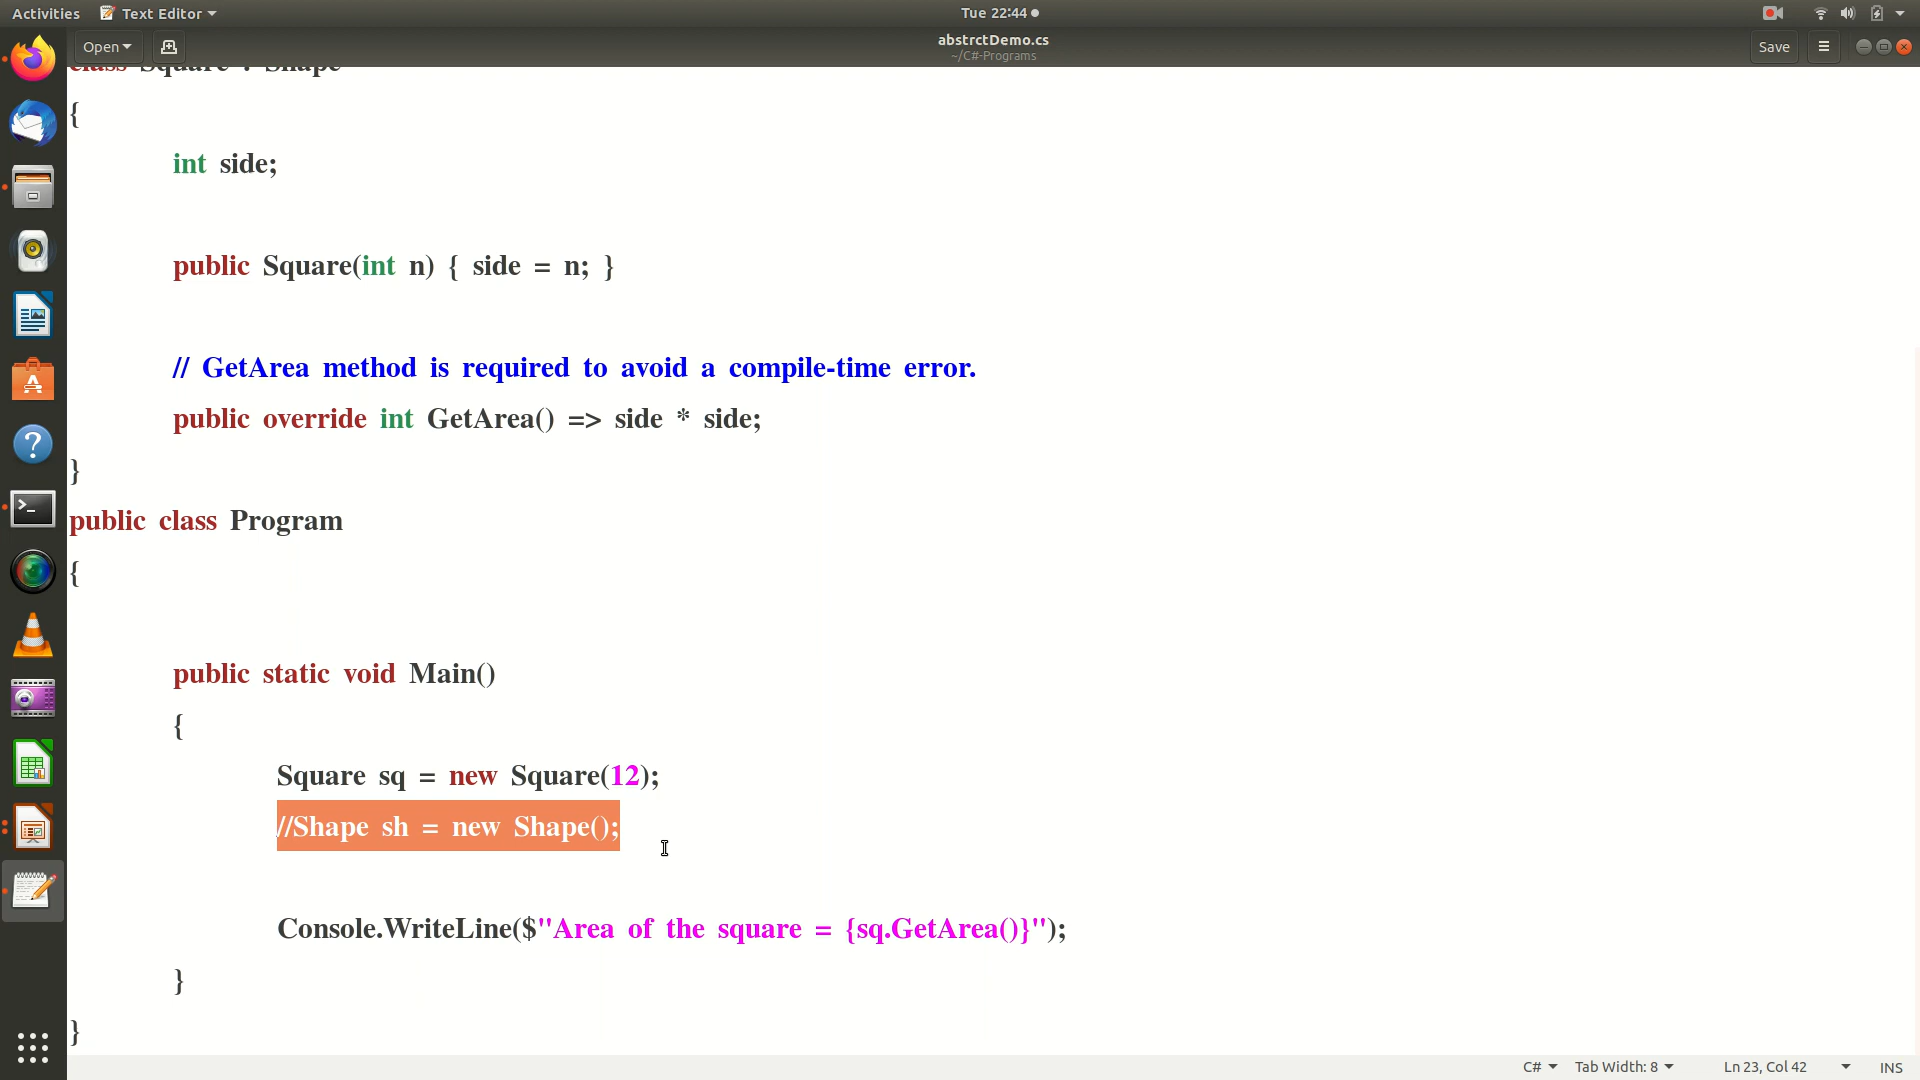 Activities Text Editor Tue 22:44
Open abstrctDemo.cs Save
~/C#-Programs
class Square : Shape
{
int side;
public Square(int n) { side = n; }
// GetArea method is required to avoid a compile-time error.
public override int GetArea() => side * side;
}
public class Program
{
public static void Main()
{
Square sq = new Square(12);
//Shape sh = new Shape();
Console.WriteLine($"Area of the square = {sq.GetArea()}");
}
}
C# Tab Width: 8 Ln 23, Col 42 INS